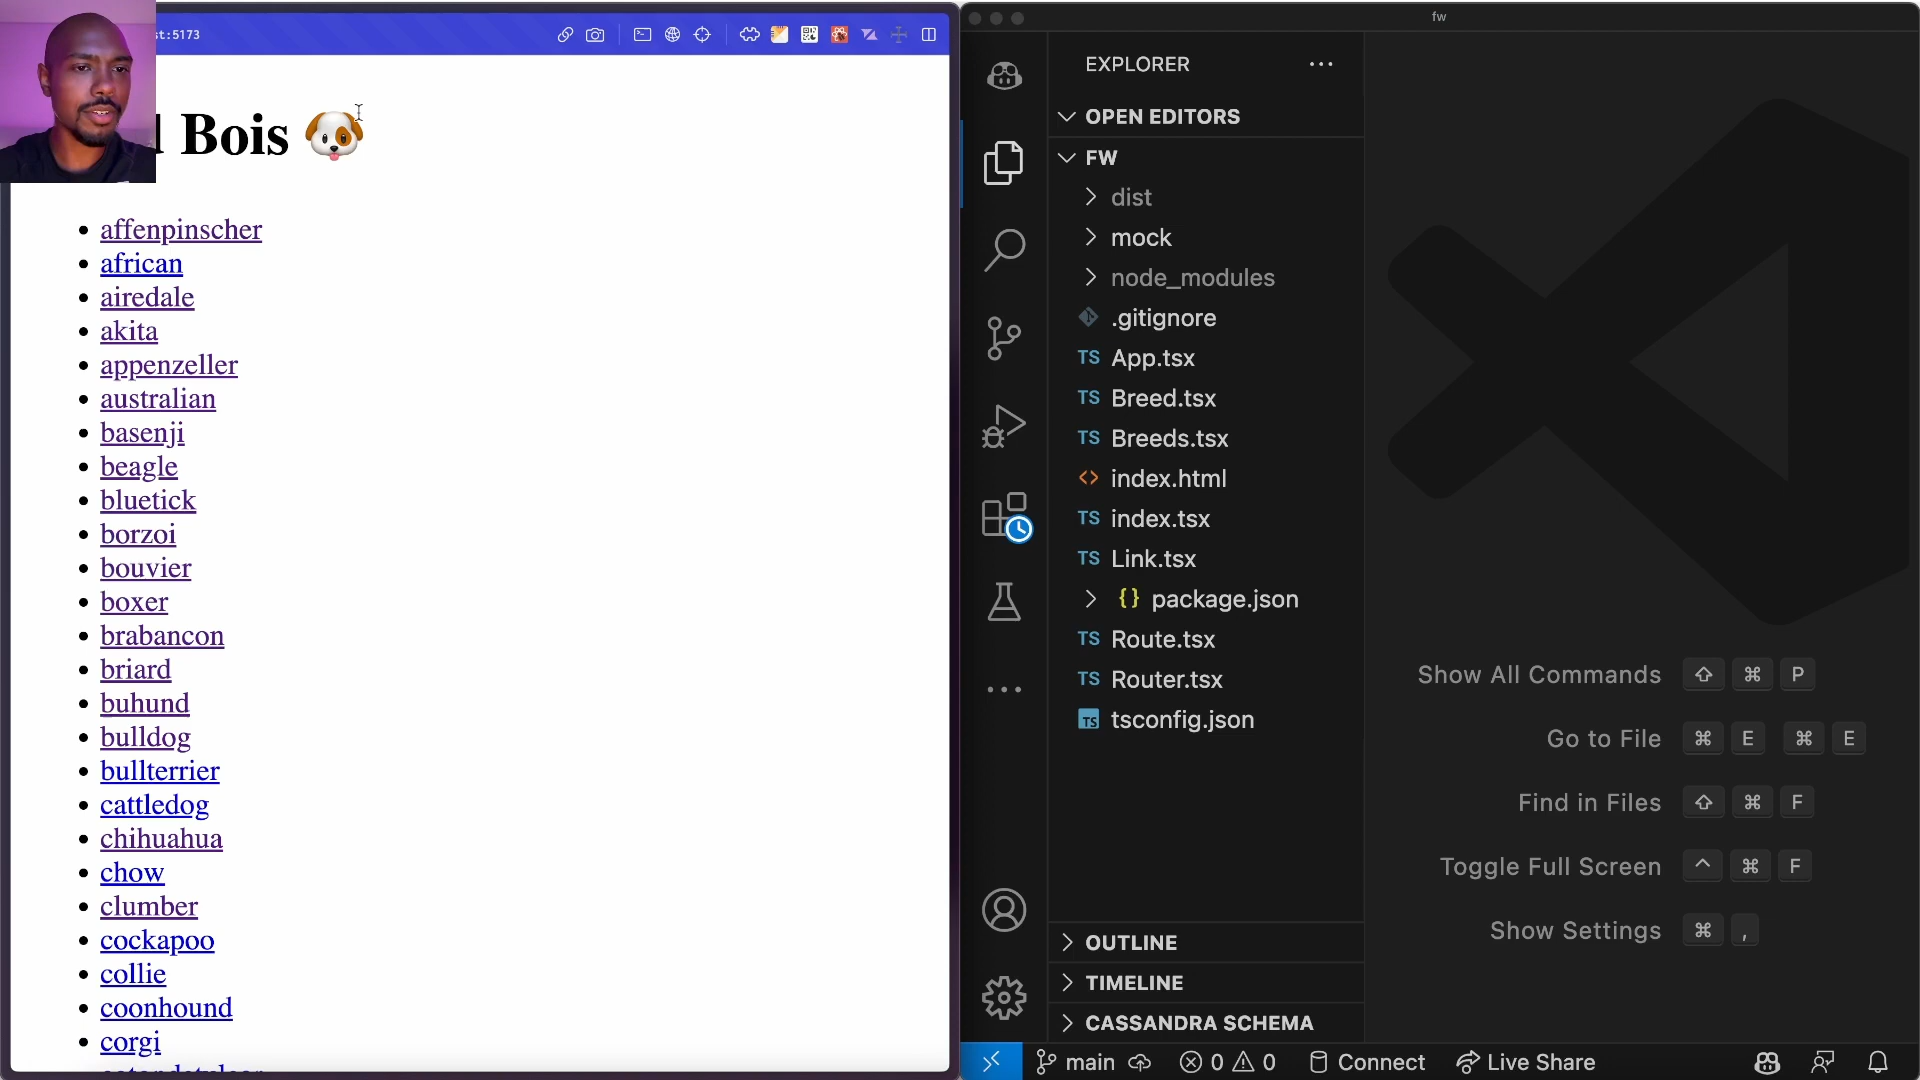 st:5173
Bois
affenpinscher
african
airedale
akita
appenzeller
australian
basenji
beagle
bluetick
borzoi
bouvier
boxer
brabancon
briard
buhund
bulldog
bullterrier
cattledog
chihuahua
chow
clumber
cockapoo
collie
coonhound
corgi
fw
EXPLORER
OPEN EDITORS
FW
dist
mock
node_modules
.gitignore
TS App.tsx
TS Breed.tsx
TS Breeds.tsx
<> index.html
TS index.tsx
TS Link.tsx
{} package.json
TS Route.tsx
TS Router.tsx
TS tsconfig.json
OUTLINE
TIMELINE
CASSANDRA SCHEMA
Show All Commands ⇧ ⌘ P
Go to File ⌘ E ⌘ E
Find in Files ⇧ ⌘ F
Toggle Full Screen ^ ⌘ F
Show Settings ⌘ ,
main 0 0 Connect Live Share